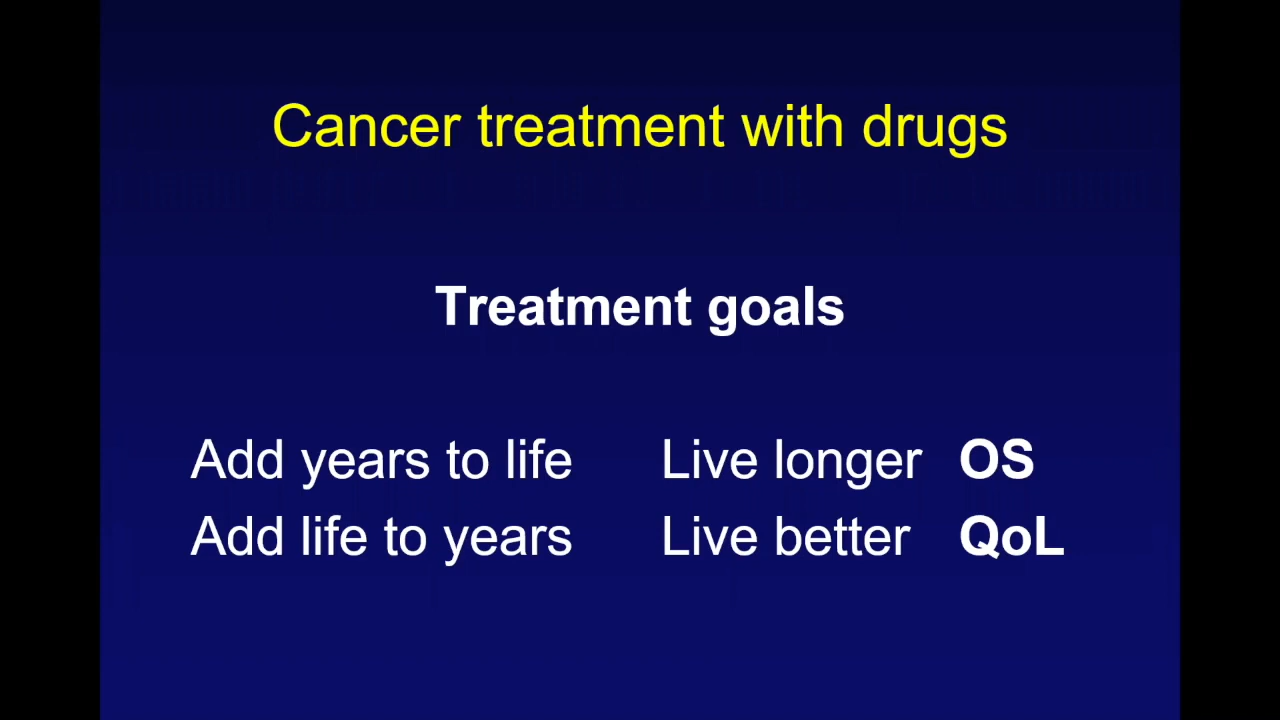 Cancer treatment with drugs
Treatment goals
Add years to life Live longer OS
Add life to years Live better QoL